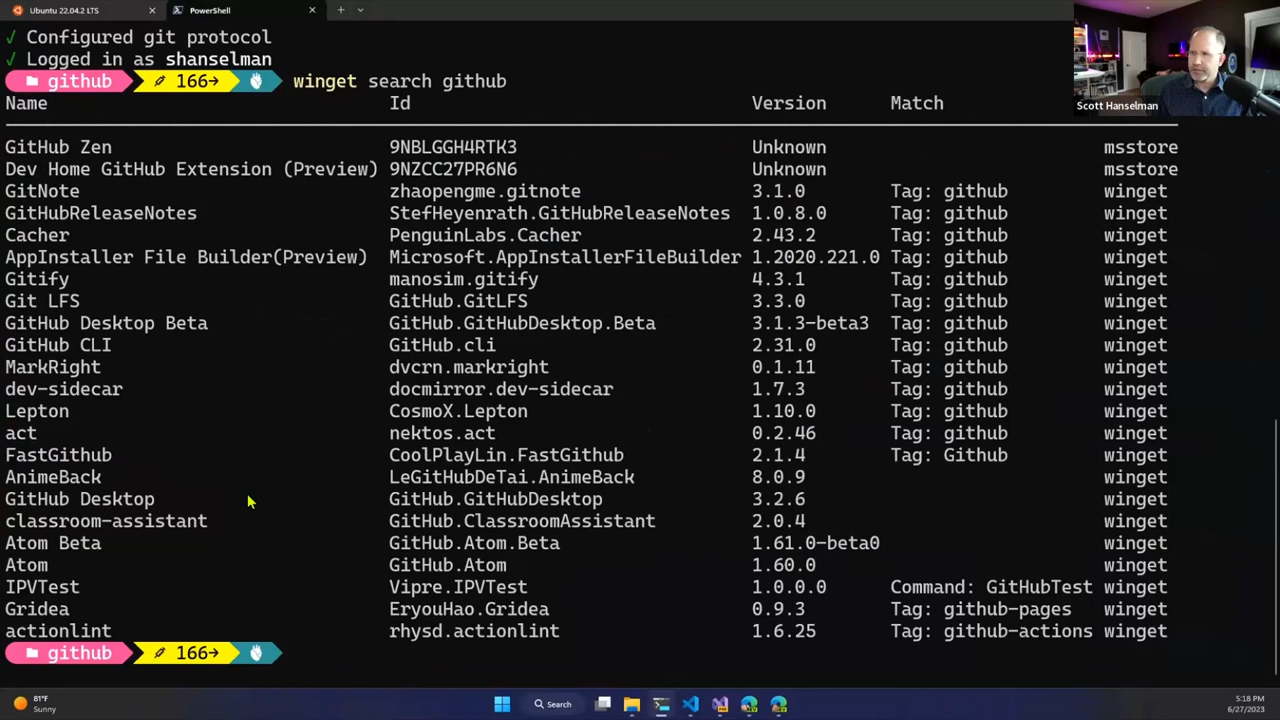 Ubuntu 22.04.2 LTS
PowerShell
✓ Configured git protocol
✓ Logged in as shanselman
github 166→ winget search github
Name Id Version Match
GitHub Zen 9NBLGGH4RTK3 Unknown msstore
Dev Home GitHub Extension (Preview) 9NZCC27PR6N6 Unknown msstore
GitNote zhaopengme.gitnote 3.1.0 Tag: github winget
GitHubReleaseNotes StefHeyenrath.GitHubReleaseNotes 1.0.8.0 Tag: github winget
Cacher PenguinLabs.Cacher 2.43.2 Tag: github winget
AppInstaller File Builder(Preview) Microsoft.AppInstallerFileBuilder 1.2020.221.0 Tag: github winget
Gitify manosim.gitify 4.3.1 Tag: github winget
Git LFS GitHub.GitLFS 3.3.0 Tag: github winget
GitHub Desktop Beta GitHub.GitHubDesktop.Beta 3.1.3-beta3 Tag: github winget
GitHub CLI GitHub.cli 2.31.0 Tag: github winget
MarkRight dvcrn.markright 0.1.11 Tag: github winget
dev-sidecar docmirror.dev-sidecar 1.7.3 Tag: github winget
Lepton CosmoX.Lepton 1.10.0 Tag: github winget
act nektos.act 0.2.46 Tag: github winget
FastGithub CoolPlayLin.FastGithub 2.1.4 Tag: Github winget
AnimeBack LeGitHubDeTai.AnimeBack 8.0.9 winget
GitHub Desktop GitHub.GitHubDesktop 3.2.6 winget
classroom-assistant GitHub.ClassroomAssistant 2.0.4 winget
Atom Beta GitHub.Atom.Beta 1.61.0-beta0 winget
Atom GitHub.Atom 1.60.0 winget
IPVTest Vipre.IPVTest 1.0.0.0 Command: GitHubTest winget
Gridea EryouHao.Gridea 0.9.3 Tag: github-pages winget
actionlint rhysd.actionlint 1.6.25 Tag: github-actions winget
github 166→
Scott Hanselman
81°F
Sunny
Search
5:18 PM
6/27/2023